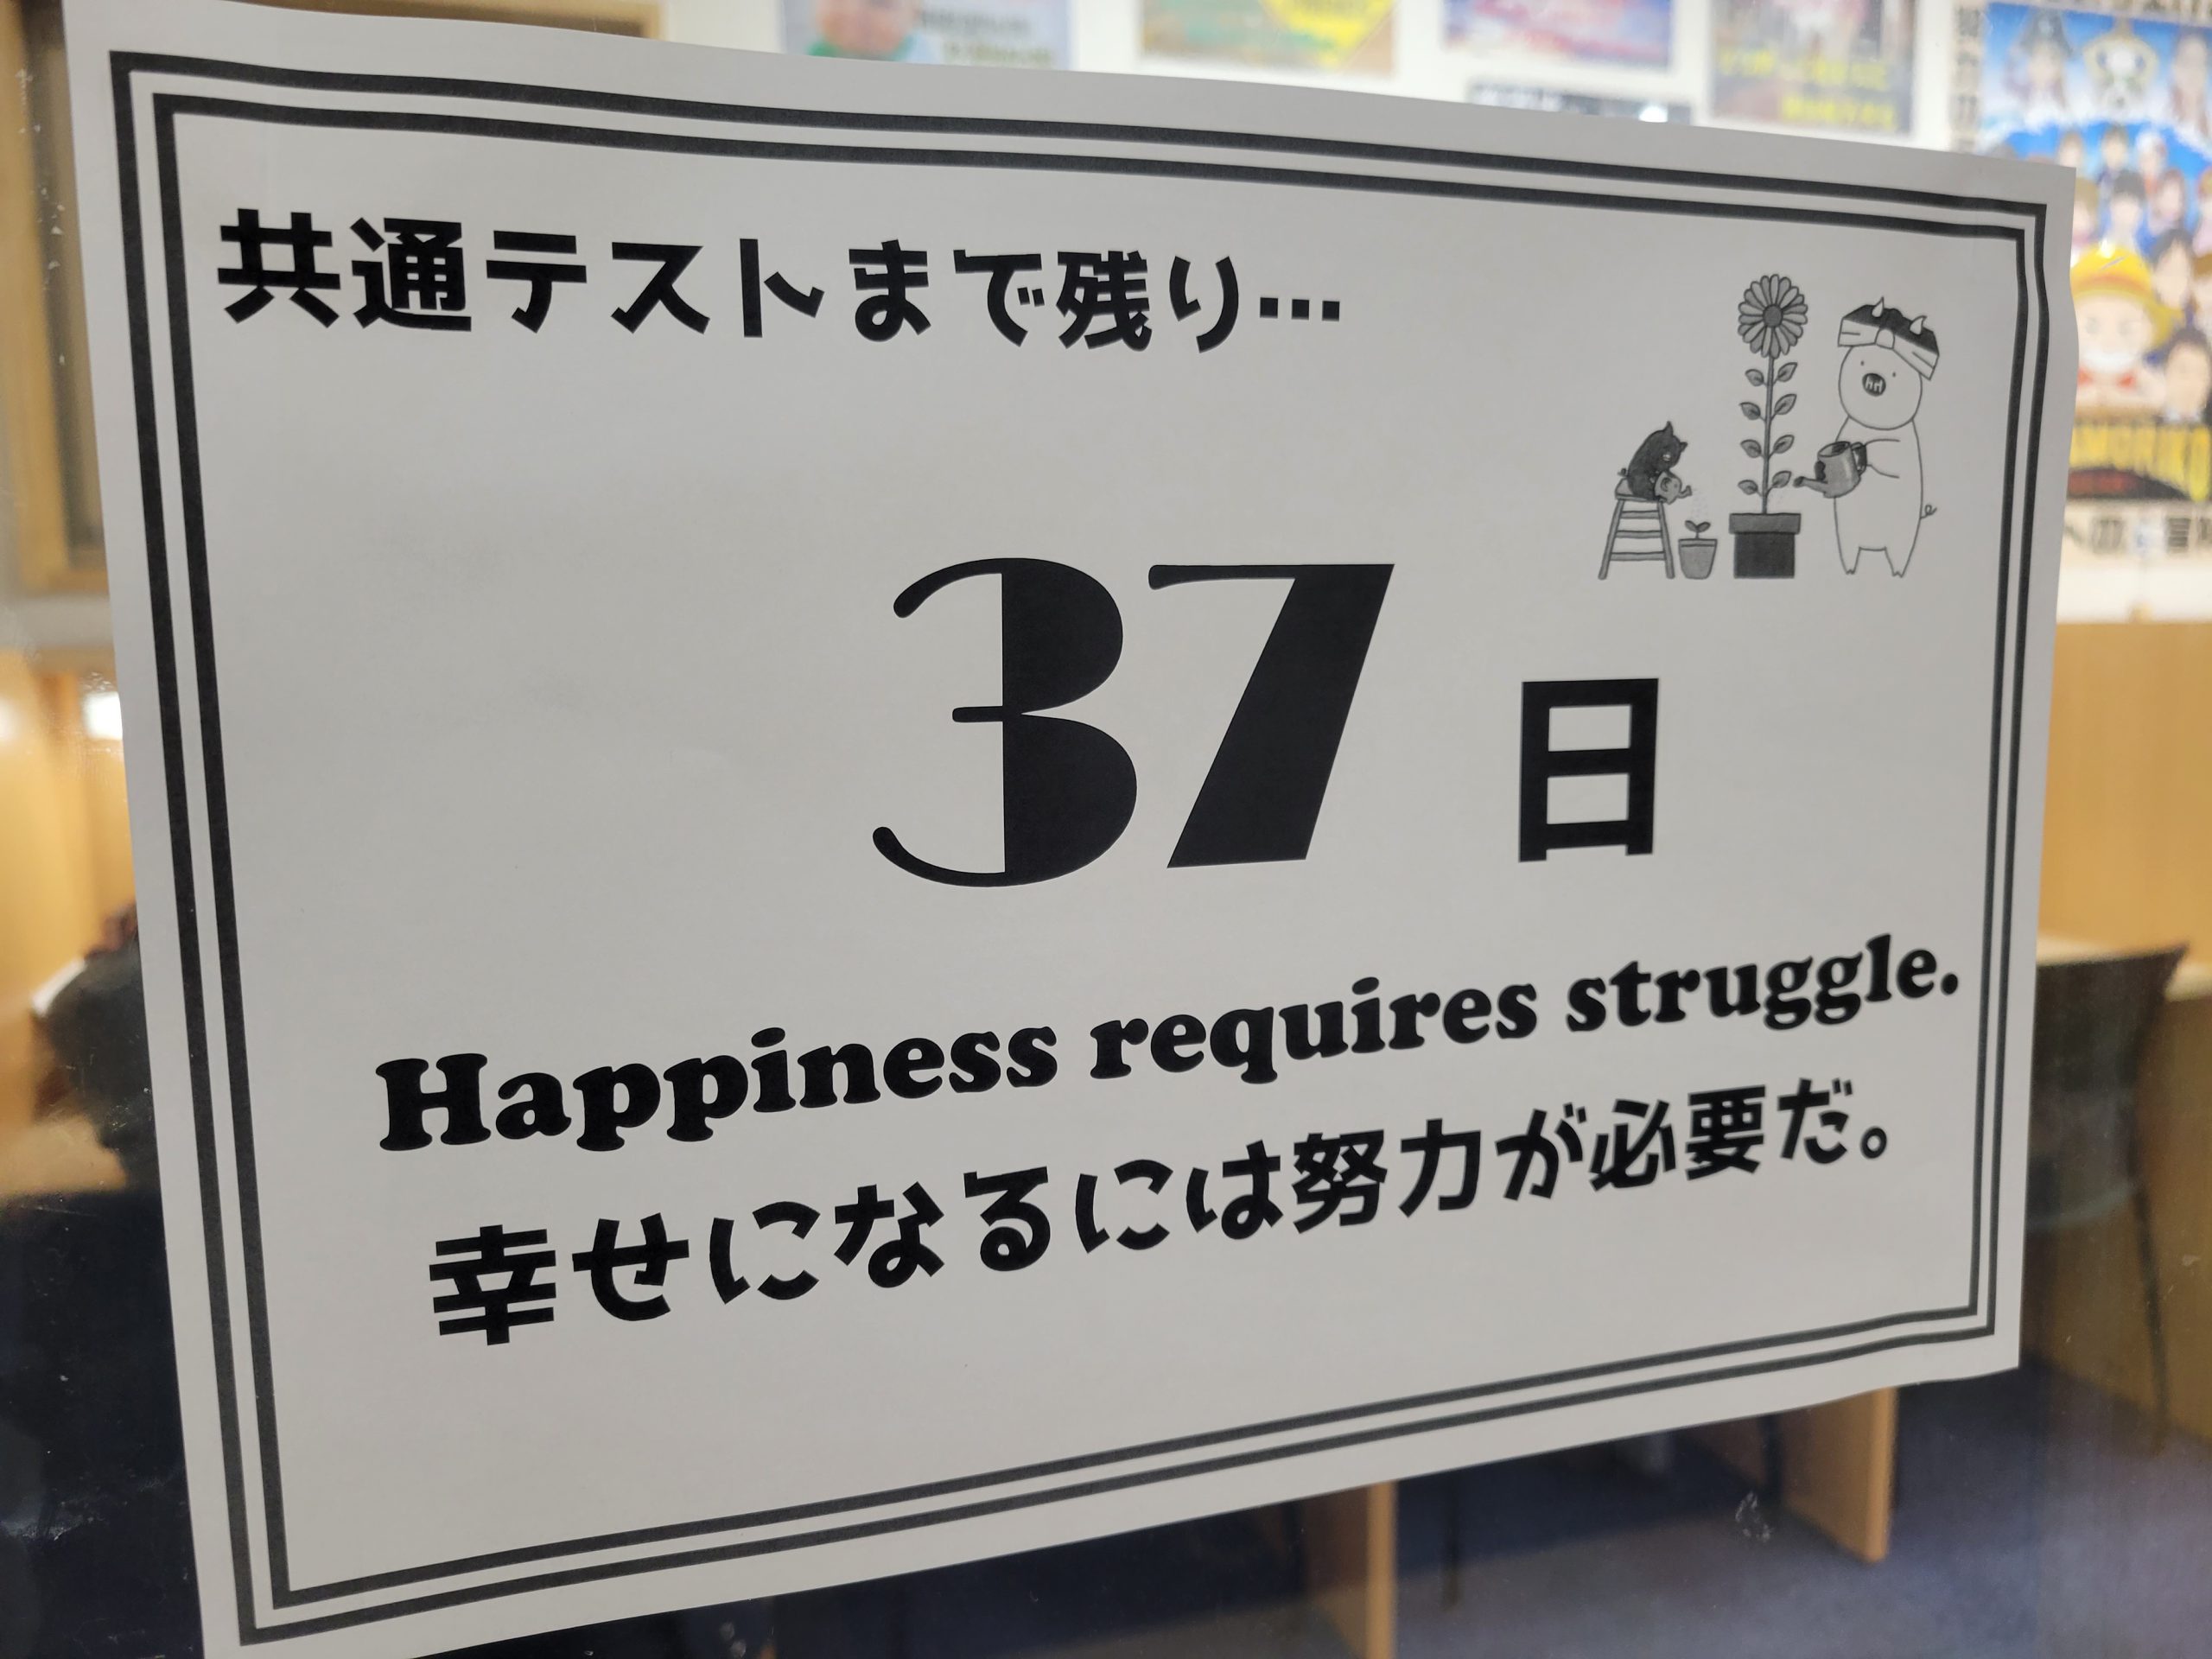 共通テストまで残り…
37日
Happiness requires struggle.
幸せになるには努力が必要だ。